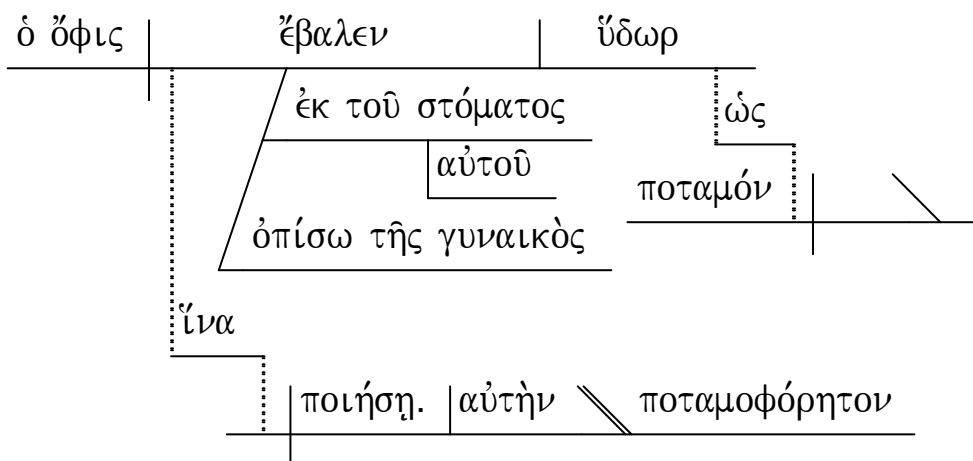 ὁ ὄφις ἔβαλεν ὕδωρ
ἐκ τοῦ στόματος ὡς
αὐτοῦ
ποταμόν
ὀπίσω τῆς γυναικὸς
ἵνα
ποιήσῃ. αὐτὴν ποταμοφόρητον